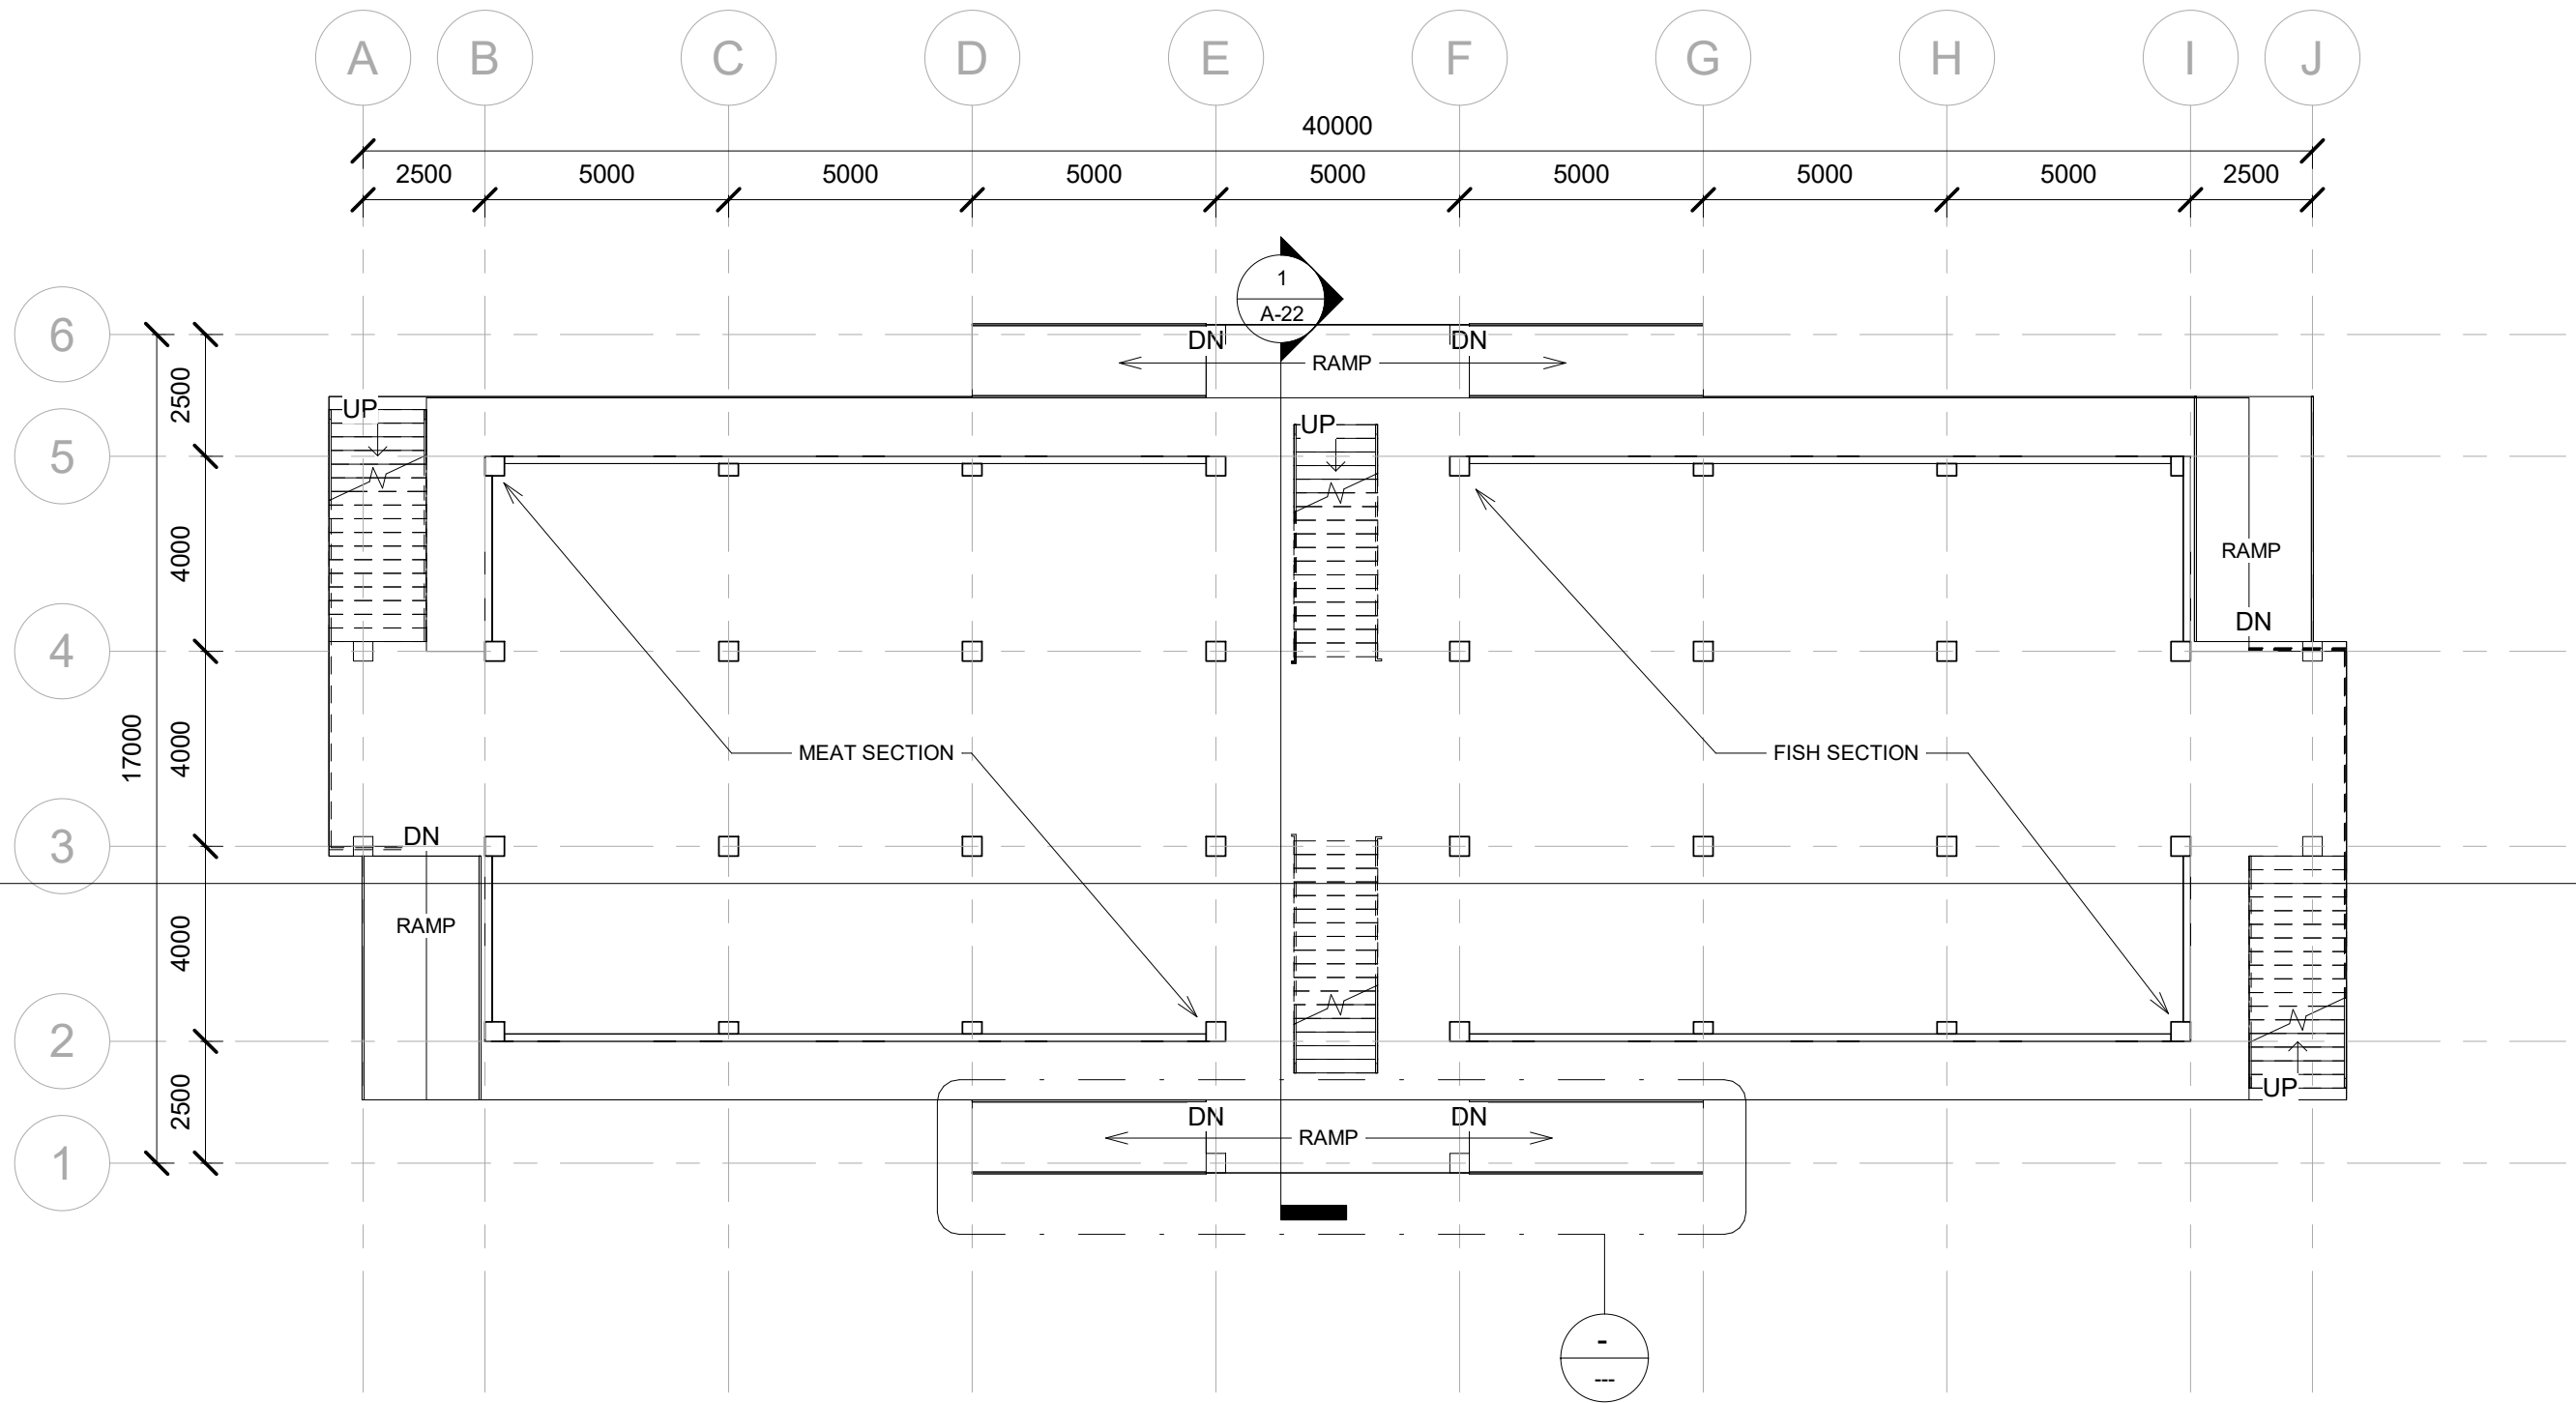 A B C D E F G H I J
40000
2500 5000 5000 5000 5000 5000 5000 5000 2500
1
A-22
6
DN DN
RAMP
2500
UP
UP
5
4000
RAMP
DN
4
17000
4000
MEAT SECTION
FISH SECTION
3
DN
RAMP
4000
2
2500
UP
DN DN
RAMP
1
-
---